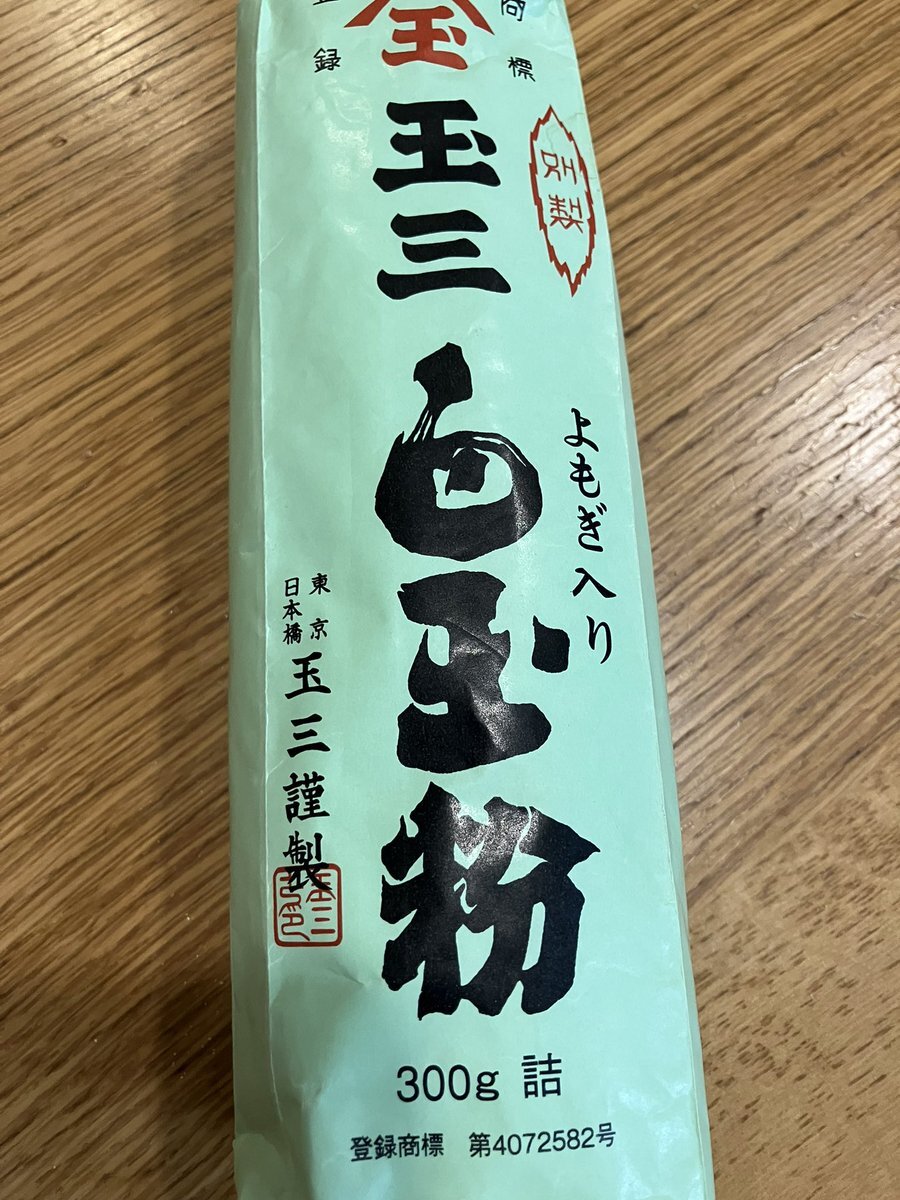 登録
商標
玉
玉三
白玉粉
よもぎ入り
東京
日本橋
玉三謹製
300g 詰
登録商標 第4072582号